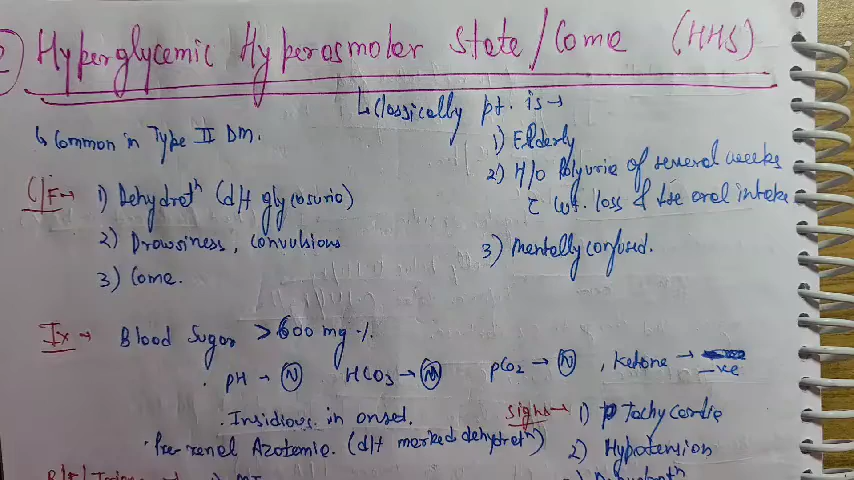 Hyperglycemic Hyperosmolar State/Coma (HHS)
↳ Classically pt. is →
↳ Common in Type II DM.
1) Elderly
2) H/O Polyuria of several weeks
c̄ wt. loss & ↓se oral intake
3) Mentally confused.
C/F → 1) Dehydratⁿ (d/t glycosuria)
2) Drowsiness, Convulsions
3) Coma.
Ix → Blood Sugar > 600 mg%.
pH → Ⓝ HCO3 → Ⓝ pCO2 → Ⓝ, Ketone → -ve
. Insidious in onset.
. Pre-renal Azotemia. (d/t marked dehydratⁿ)
Signs → 1) Tachycardia
2) Hypotension